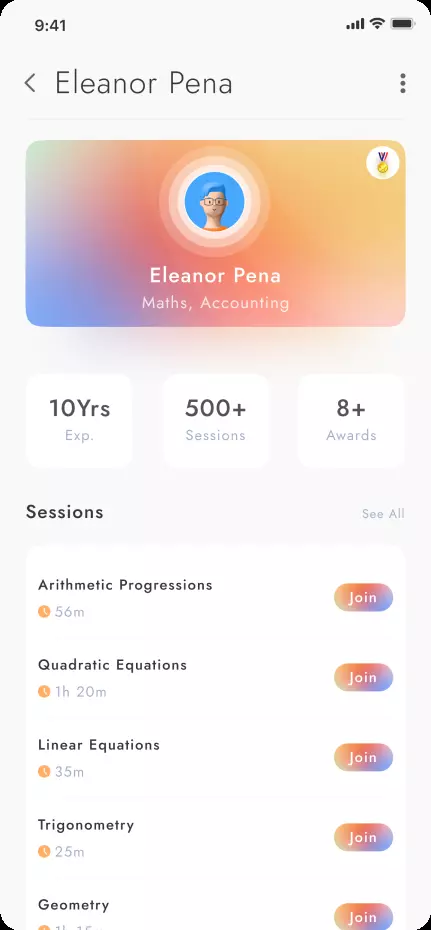 9:41
Eleanor Pena
Eleanor Pena
Maths, Accounting
10Yrs
Exp.
500+
Sessions
8+
Awards
Sessions
See All
Arithmetic Progressions
56m
Join
Quadratic Equations
1h 20m
Join
Linear Equations
35m
Join
Trigonometry
25m
Join
Geometry
Join